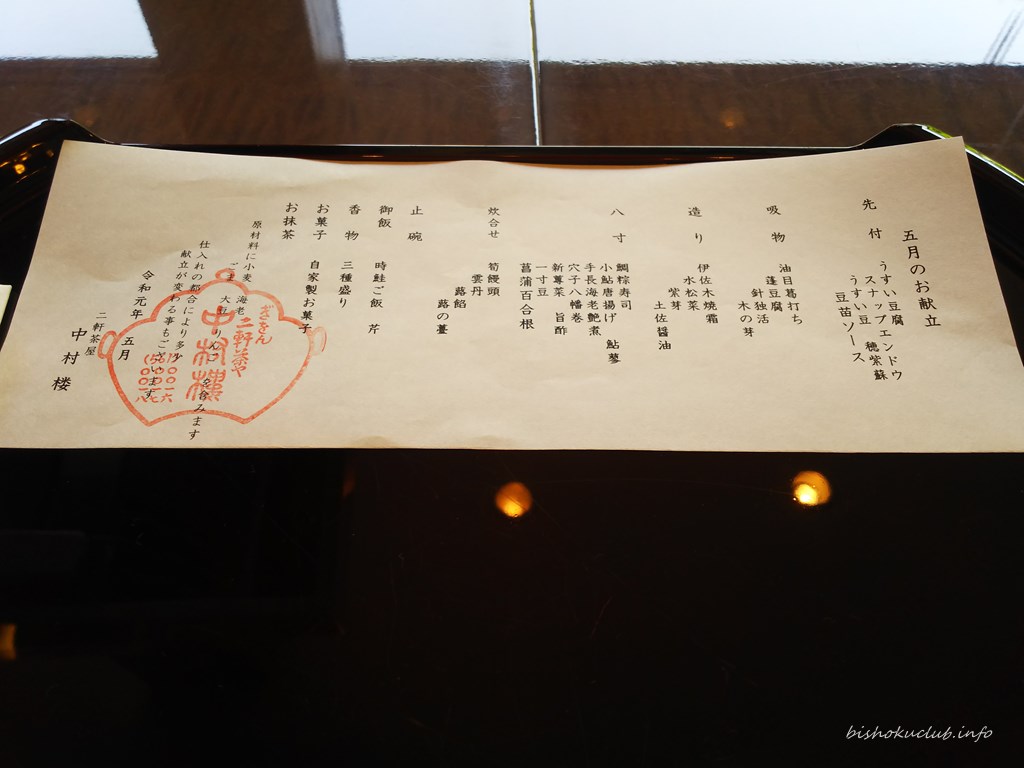 五月のお献立
先付 うすい豆腐
スナップエンドウ
うすい豆 穂紫蘇
豆苗ソース
吸物 油目葛打ち
蓬豆腐
針独活
木の芽
造り 伊佐木焼霜
水松菜
紫芽
土佐醤油
八寸 鯛粽寿司
小鮎唐揚げ 鮎蓼
手長海老艶煮
穴子八幡巻
新蓴菜 旨酢
一寸豆
菖蒲百合根
炊合せ 筍饅頭
雲丹
蕗餡
蕗の薹
止碗
御飯 時鮭ご飯 芹
香物 三種盛り
お菓子 自家製お菓子
お抹茶
原材料に小麦 海老
ごま 大豆 りんご を含みます
仕入れの都合により多少
献立が変わる事もございます
令和元年 五月
二軒茶屋
中村楼
ぎをん
二軒茶や
中村樓
bishokuclub.info